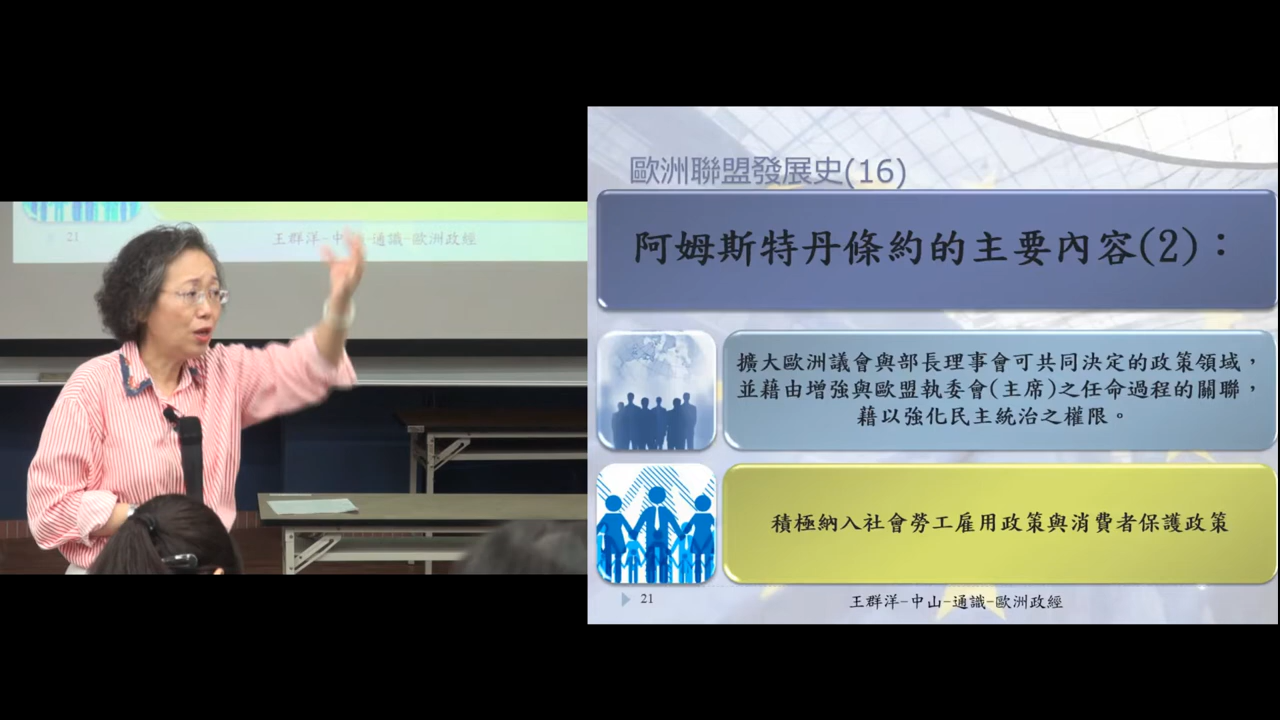 21
王群洋-中山-通識-歐洲政經
歐洲聯盟發展史(16)
阿姆斯特丹條約的主要內容(2)：
擴大歐洲議會與部長理事會可共同決定的政策領域，
並藉由增強與歐盟執委會(主席)之任命過程的關聯，
藉以強化民主統治之權限。
積極納入社會勞工雇用政策與消費者保護政策
21
王群洋-中山-通識-歐洲政經